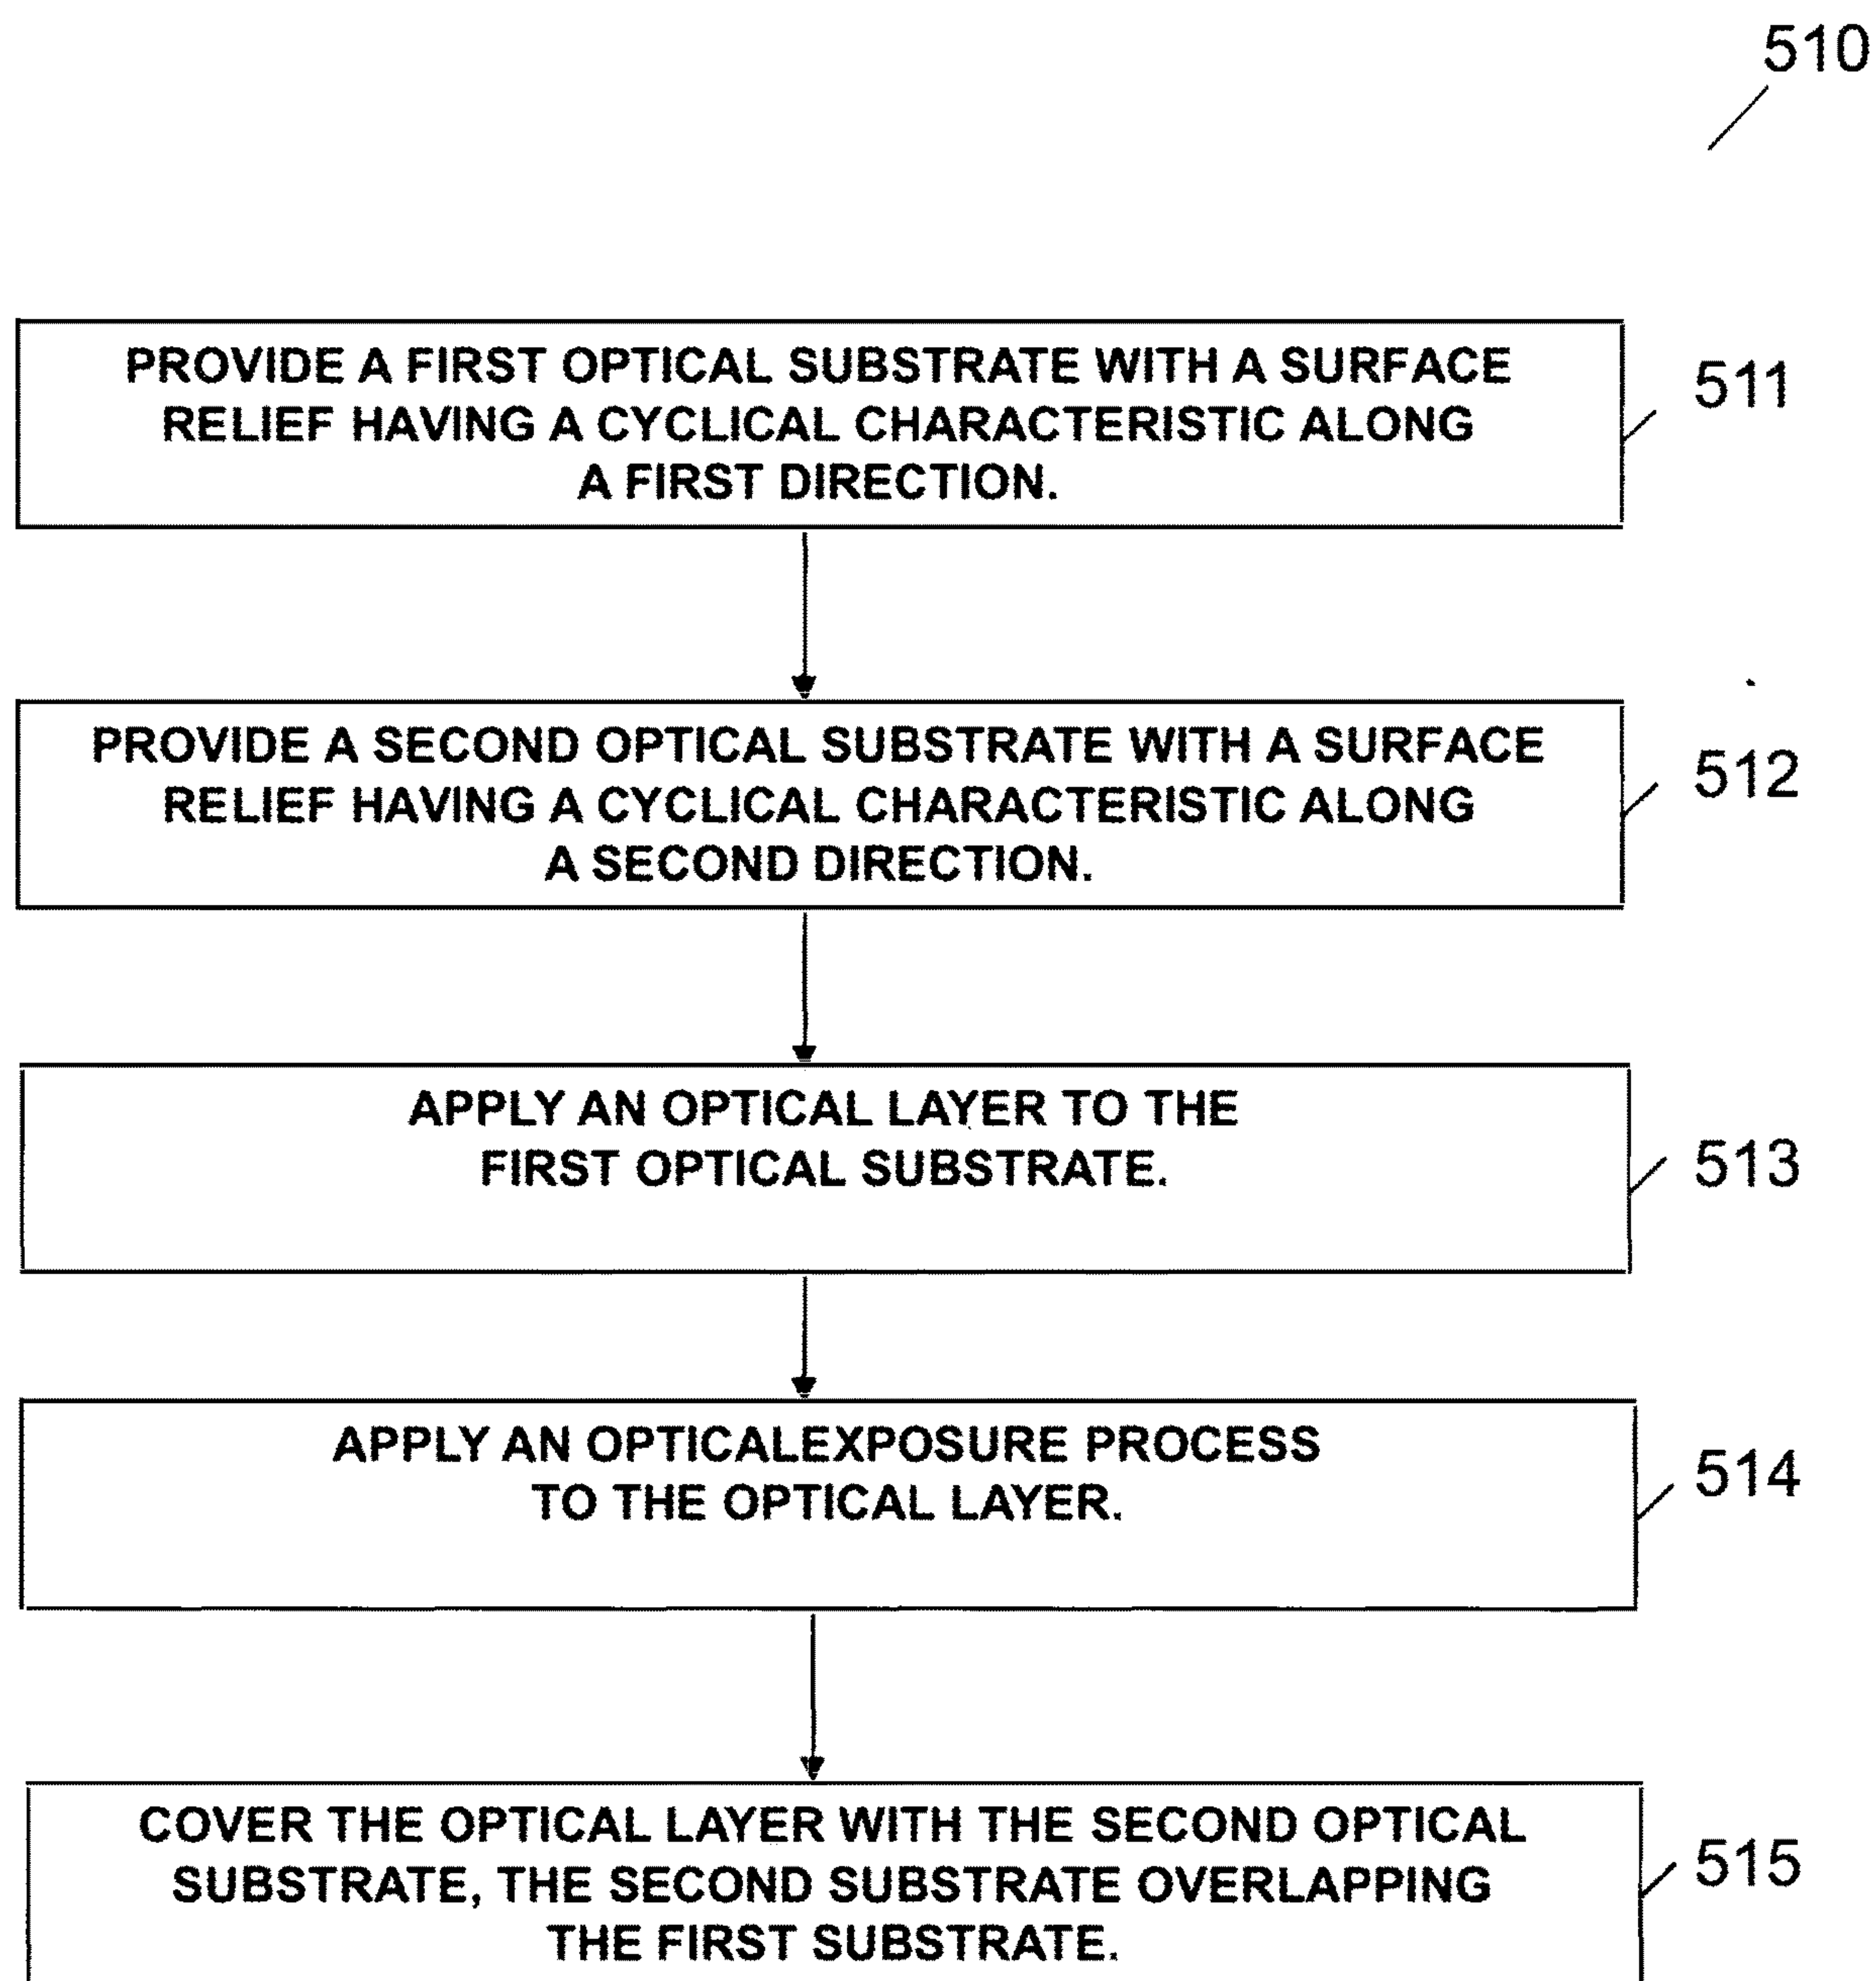 510
PROVIDE A FIRST OPTICAL SUBSTRATE WITH A SURFACE
RELIEF HAVING A CYCLICAL CHARACTERISTIC ALONG
A FIRST DIRECTION.
511
PROVIDE A SECOND OPTICAL SUBSTRATE WITH A SURFACE
RELIEF HAVING A CYCLICAL CHARACTERISTIC ALONG
A SECOND DIRECTION.
512
APPLY AN OPTICAL LAYER TO THE
FIRST OPTICAL SUBSTRATE.
513
APPLY AN OPTICALEXPOSURE PROCESS
TO THE OPTICAL LAYER.
514
COVER THE OPTICAL LAYER WITH THE SECOND OPTICAL
SUBSTRATE, THE SECOND SUBSTRATE OVERLAPPING
THE FIRST SUBSTRATE.
515